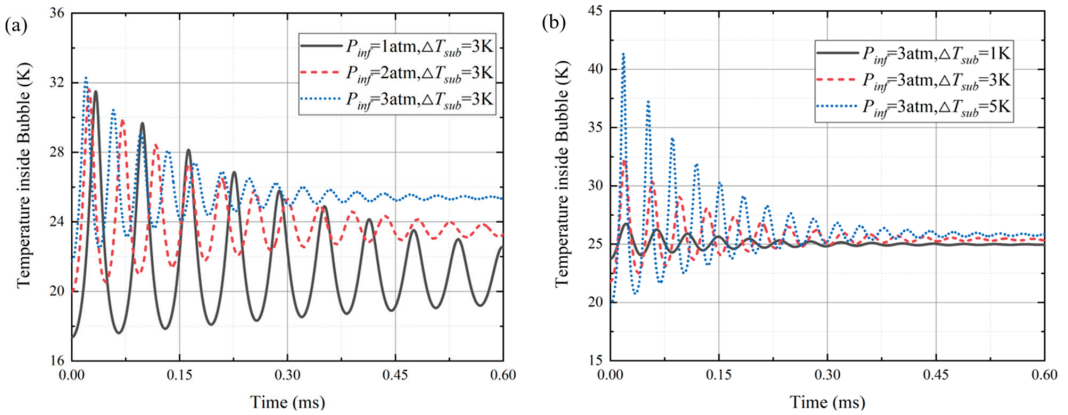 (a)
36
32
28
24
20
16
Temperature inside Bubble (K)
P_inf=1atm,△T_sub=3K
P_inf=2atm,△T_sub=3K
P_inf=3atm,△T_sub=3K
0.00 0.15 0.30 0.45 0.60
Time (ms)
(b)
45
40
35
30
25
20
15
Temperature inside Bubble (K)
P_inf=3atm,△T_sub=1K
P_inf=3atm,△T_sub=3K
P_inf=3atm,△T_sub=5K
0.00 0.15 0.30 0.45 0.60
Time (ms)